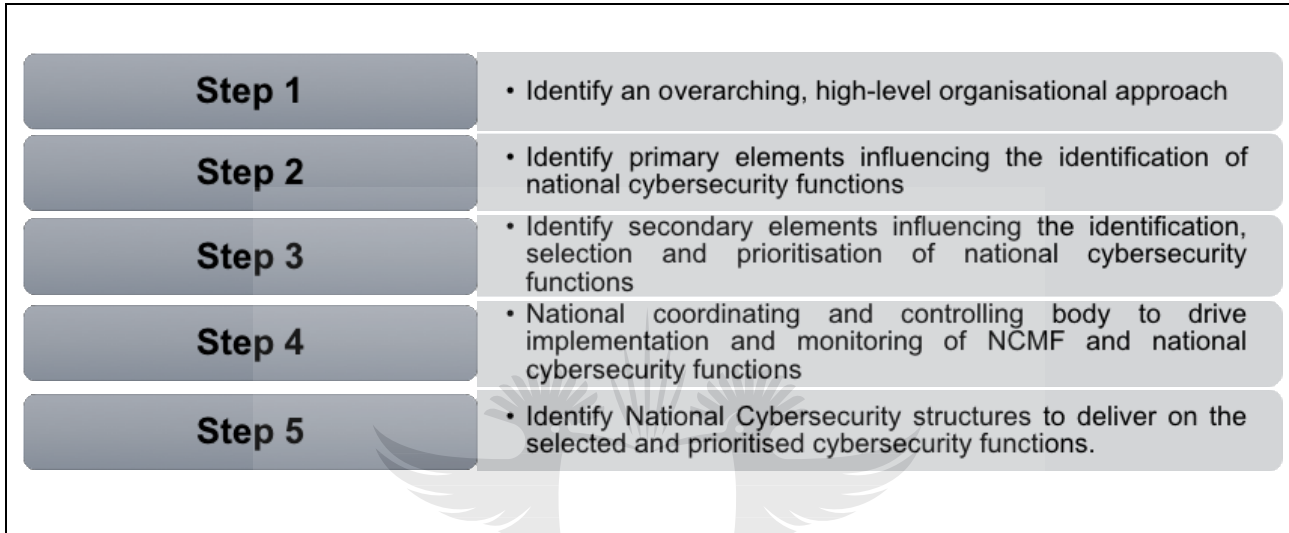 Step 1
• Identify an overarching, high-level organisational approach
Step 2
• Identify primary elements influencing the identification of
national cybersecurity functions
Step 3
• Identify secondary elements influencing the identification,
selection and prioritisation of national cybersecurity
functions
Step 4
• National coordinating and controlling body to drive
implementation and monitoring of NCMF and national
cybersecurity functions
Step 5
• Identify National Cybersecurity structures to deliver on the
selected and prioritised cybersecurity functions.